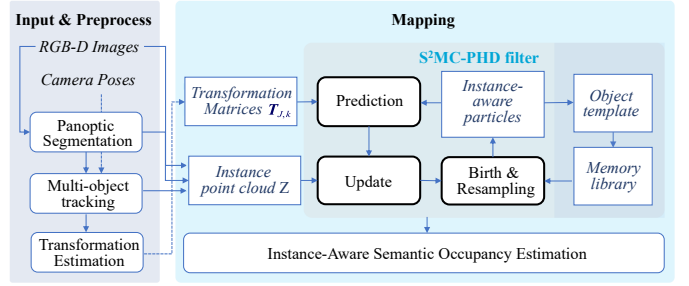 Input & Preprocess
RGB-D Images
Camera Poses
Panoptic
Segmentation
Multi-object
tracking
Transformation
Estimation
Mapping
S²MC-PHD filter
Transformation
Matrices T_{J,k}
Prediction
Instance-
aware
particles
Object
template
Instance
point cloud Z
Update
Birth &
Resampling
Memory
library
Instance-Aware Semantic Occupancy Estimation